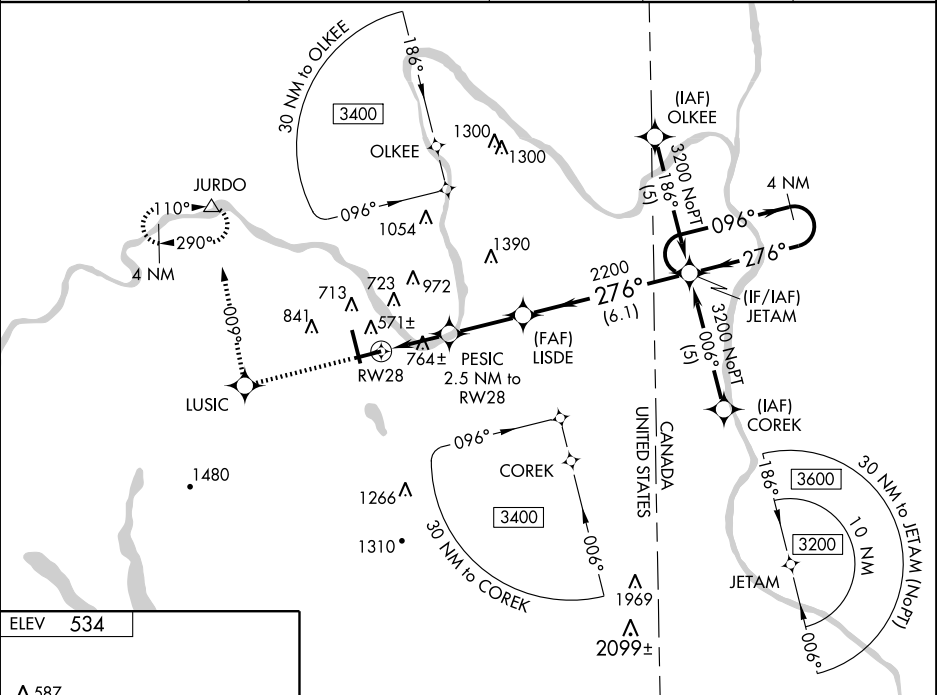 30 NM to OLKEE
186°
3400
OLKEE
096°
1300
1300
(IAF)
OLKEE
3200 NoPT
186°
(5)
4 NM
096°
276°
JURDO
110°
290°
4 NM
1054
1390
2200
276°
(6.1)
(IF/IAF)
JETAM
972
723
713
841
571±
764±
RW28
PESIC
2.5 NM to
RW28
(FAF)
LISDE
3200 NoPT
006°
(5)
(IAF)
COREK
009°
LUSIC
CANADA
UNITED STATES
096°
COREK
3400
006°
30 NM to COREK
1480
1266
1310
186°
3600
30 NM to JETAM (NoPT)
3200
10 NM
JETAM
006°
1969
2099±
ELEV 534
587